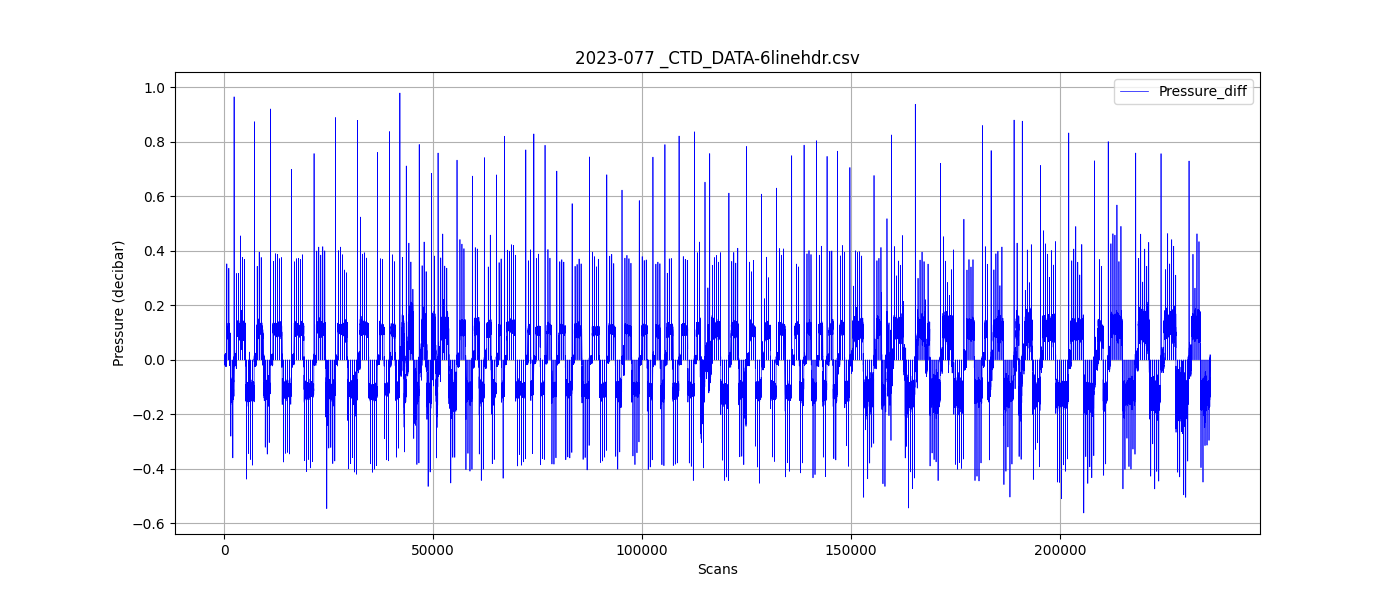 2023-077 _CTD_DATA-6linehdr.csv
Pressure_diff
1.0
0.8
0.6
0.4
0.2
0.0
−0.2
−0.4
−0.6
Pressure (decibar)
0 50000 100000 150000 200000
Scans